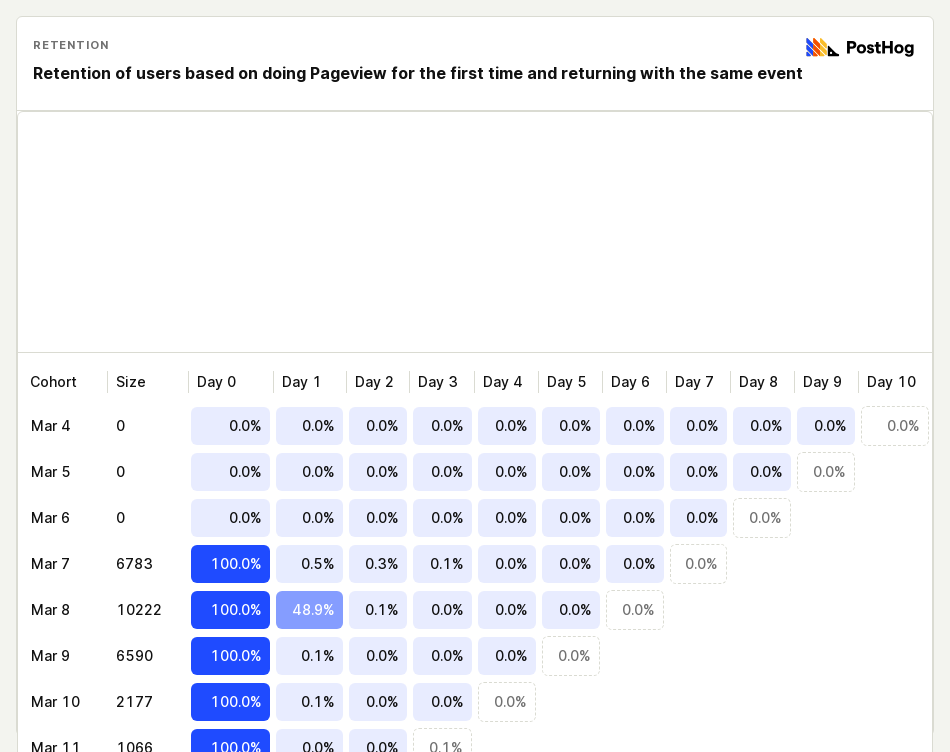 RETENTION
PostHog
Retention of users based on doing Pageview for the first time and returning with the same event
Cohort Size Day 0 Day 1 Day 2 Day 3 Day 4 Day 5 Day 6 Day 7 Day 8 Day 9 Day 10
Mar 4 0 0.0% 0.0% 0.0% 0.0% 0.0% 0.0% 0.0% 0.0% 0.0% 0.0% 0.0%
Mar 5 0 0.0% 0.0% 0.0% 0.0% 0.0% 0.0% 0.0% 0.0% 0.0% 0.0%
Mar 6 0 0.0% 0.0% 0.0% 0.0% 0.0% 0.0% 0.0% 0.0% 0.0%
Mar 7 6783 100.0% 0.5% 0.3% 0.1% 0.0% 0.0% 0.0% 0.0%
Mar 8 10222 100.0% 48.9% 0.1% 0.0% 0.0% 0.0% 0.0%
Mar 9 6590 100.0% 0.1% 0.0% 0.0% 0.0% 0.0%
Mar 10 2177 100.0% 0.1% 0.0% 0.0% 0.0%
Mar 11 1066 100.0% 0.0% 0.0% 0.1%